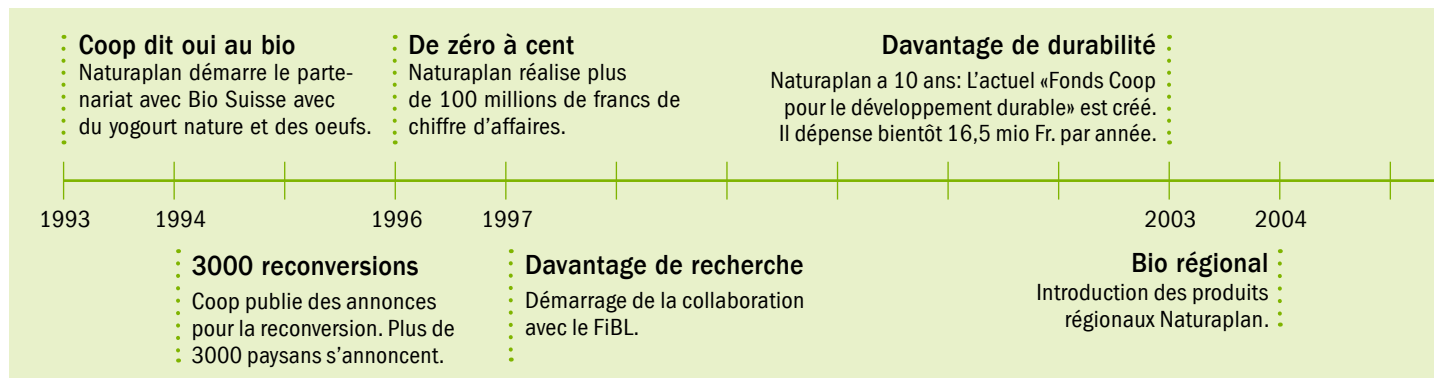 Coop dit oui au bio
Naturaplan démarre le parte-
nariat avec Bio Suisse avec
du yogourt nature et des oeufs.
De zéro à cent
Naturaplan réalise plus
de 100 millions de francs de
chiffre d'affaires.
Davantage de durabilité
Naturaplan a 10 ans: L'actuel «Fonds Coop
pour le développement durable» est créé.
Il dépense bientôt 16,5 mio Fr. par année.
1993 1994 1996 1997 2003 2004
3000 reconversions
Coop publie des annonces
pour la reconversion. Plus de
3000 paysans s'annoncent.
Davantage de recherche
Démarrage de la collaboration
avec le FiBL.
Bio régional
Introduction des produits
régionaux Naturaplan.